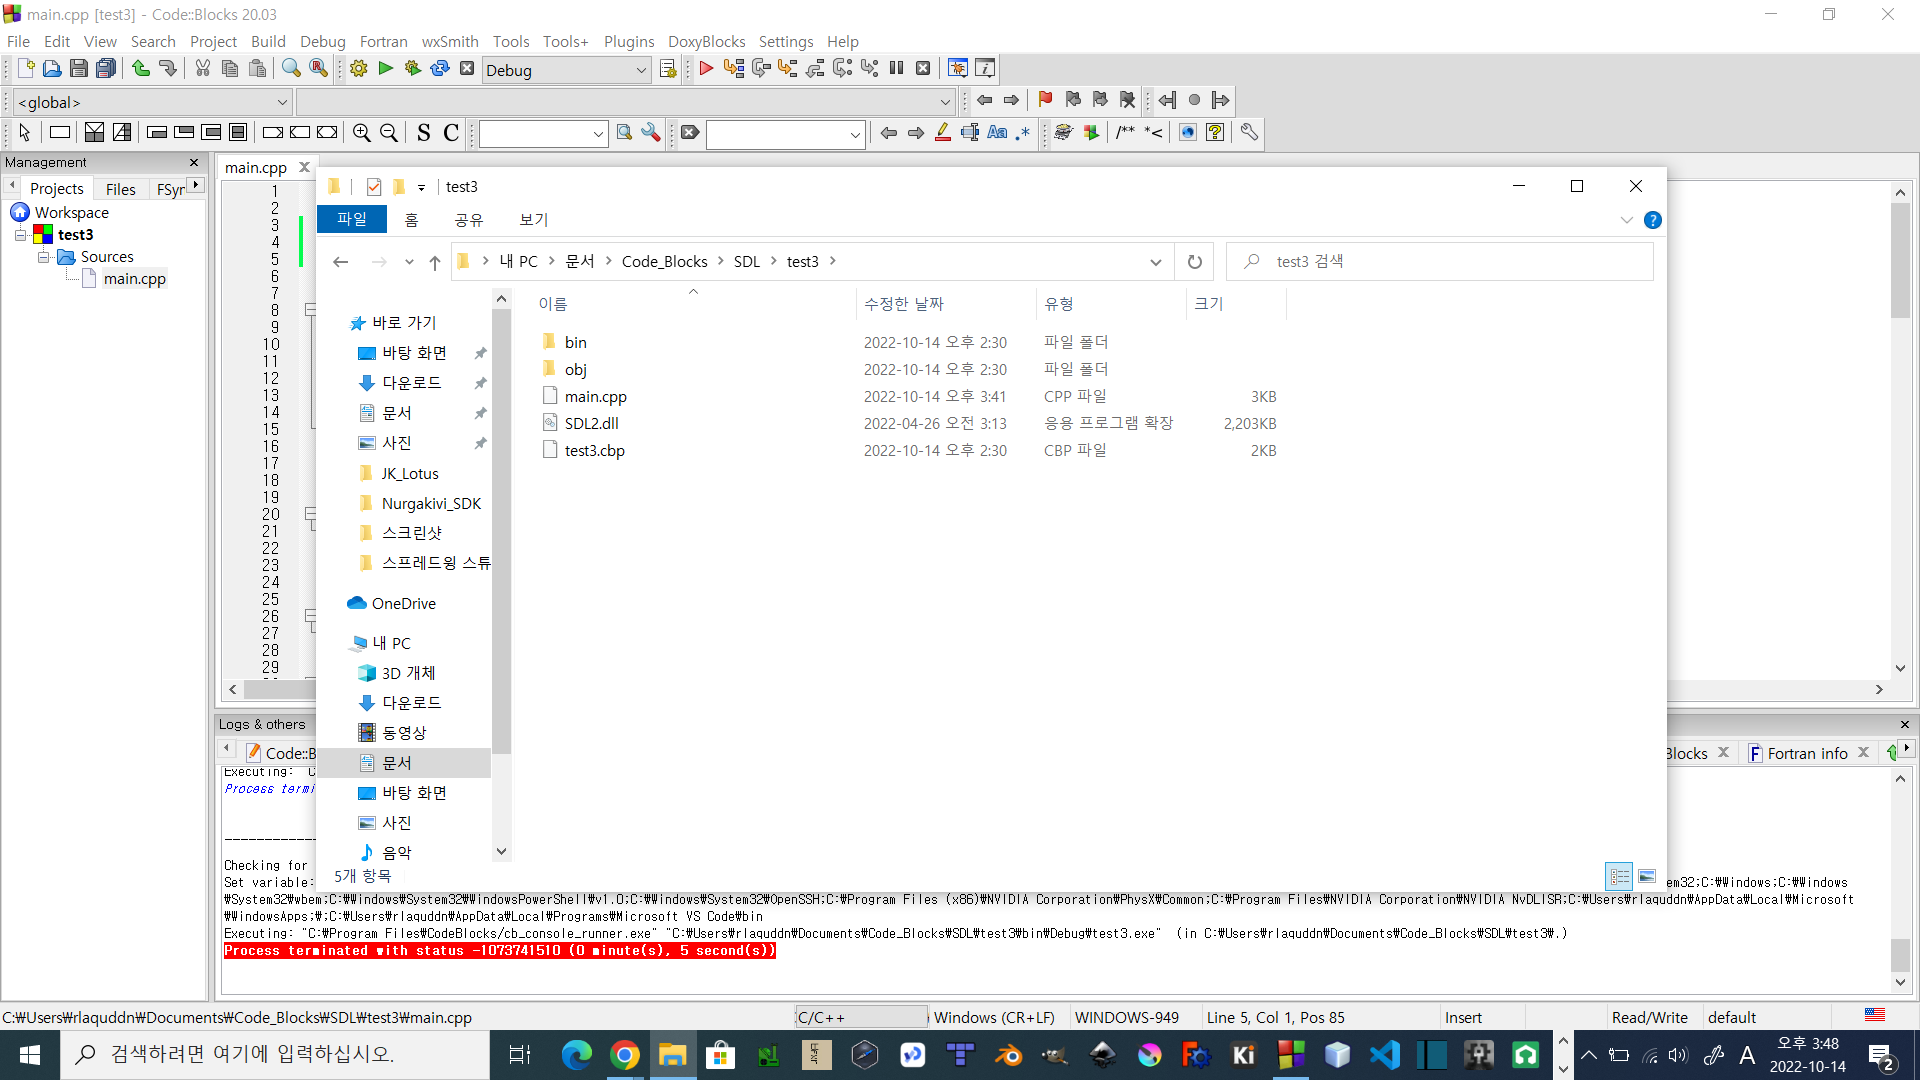 main.cpp [test3] - Code::Blocks 20.03
File Edit View Search Project Build Debug Fortran wxSmith Tools Tools+ Plugins DoxyBlocks Settings Help
Debug
<global>
S C
Aa .*
/** *<
Management
Projects Files FSyr
Workspace
test3
Sources
main.cpp
main.cpp
1
2
3
4
5
6
7
8
9
10
11
12
13
14
15
16
17
18
19
20
21
22
23
24
25
26
27
28
29
test3
파일 홈 공유 보기
내 PC > 문서 > Code_Blocks > SDL > test3 >
test3 검색
바로 가기
바탕 화면
다운로드
문서
사진
JK_Lotus
Nurgakivi_SDK
스크린샷
스프레드윙 스튜
OneDrive
내 PC
3D 개체
다운로드
동영상
문서
바탕 화면
사진
음악
이름 수정한 날짜 유형 크기
bin 2022-10-14 오후 2:30 파일 폴더
obj 2022-10-14 오후 2:30 파일 폴더
main.cpp 2022-10-14 오후 3:41 CPP 파일 3KB
SDL2.dll 2022-04-26 오전 3:13 응용 프로그램 확장 2,203KB
test3.cbp 2022-10-14 오후 2:30 CBP 파일 2KB
5개 항목
Logs & others
Code::B
Blocks
Fortran info
Executing: C
Process termi
Checking for
Set variable: em32;C:₩Windows;C:₩Windows
₩System32₩wbem;C:₩Windows₩System32₩WindowsPowerShell₩v1.0;C:₩Windows₩System32₩OpenSSH;C:₩Program Files (x86)₩NVIDIA Corporation₩PhysX₩Common;C:₩Program Files₩NVIDIA Corporation₩NVIDIA NvDLISR;C:₩Users₩rlaquddn₩AppData₩Local₩Microsoft
₩WindowsApps;₩;C:₩Users₩rlaquddn₩AppData₩Local₩Programs₩Microsoft VS Code₩bin
Executing: "C:₩Program Files₩CodeBlocks/cb_console_runner.exe" "C:₩Users₩rlaquddn₩Documents₩Code_Blocks₩SDL₩test3₩bin₩Debug₩test3.exe" (in C:₩Users₩rlaquddn₩Documents₩Code_Blocks₩SDL₩test3₩.)
Process terminated with status -1073741510 (0 minute(s), 5 second(s))
C:₩Users₩rlaquddn₩Documents₩Code_Blocks₩SDL₩test3₩main.cpp C/C++ Windows (CR+LF) WINDOWS-949 Line 5, Col 1, Pos 85 Insert Read/Write default
검색하려면 여기에 입력하십시오.
Ki
A
오후 3:48
2022-10-14
2